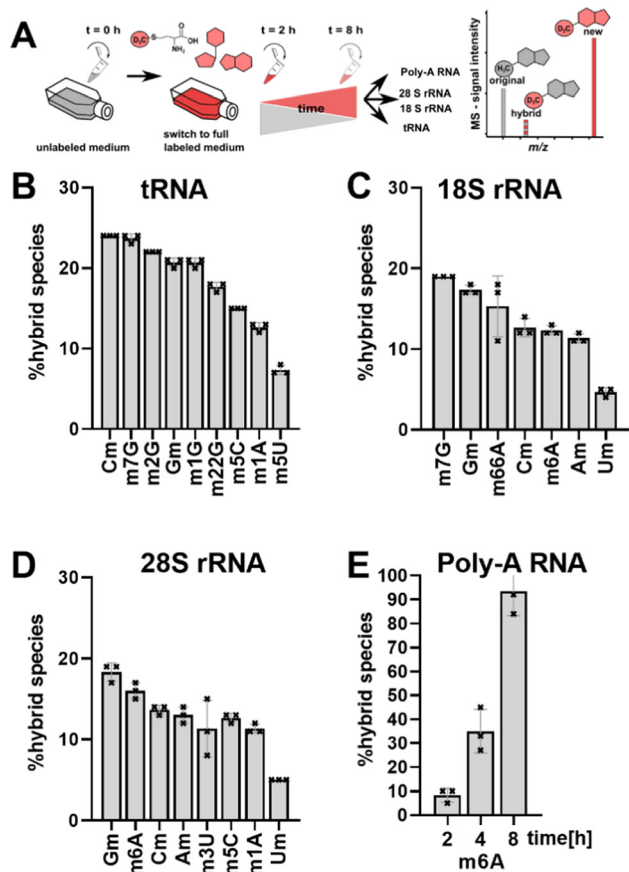 A
t = 0 h
D₃C
S
O
OH
NH₂
t = 2 h
t = 8 h
unlabeled medium
switch to full
labeled medium
time
Poly-A RNA
28 S rRNA
18 S rRNA
tRNA
MS - signal intensity
D₃C
new
H₃C
original
D₃C
hybrid
m/z
B
tRNA
%hybrid species
30
20
10
0
Cm
m7G
m2G
Gm
m1G
m22G
m5C
m1A
m5U
C
18S rRNA
%hybrid species
30
20
10
0
m7G
Gm
m66A
Cm
m6A
Am
Um
D
28S rRNA
%hybrid species
30
20
10
0
Gm
m6A
Cm
Am
m3U
m5C
m1A
Um
E
Poly-A RNA
%hybrid species
100
90
80
70
60
50
40
30
20
10
0
2 4 8 time[h]
m6A